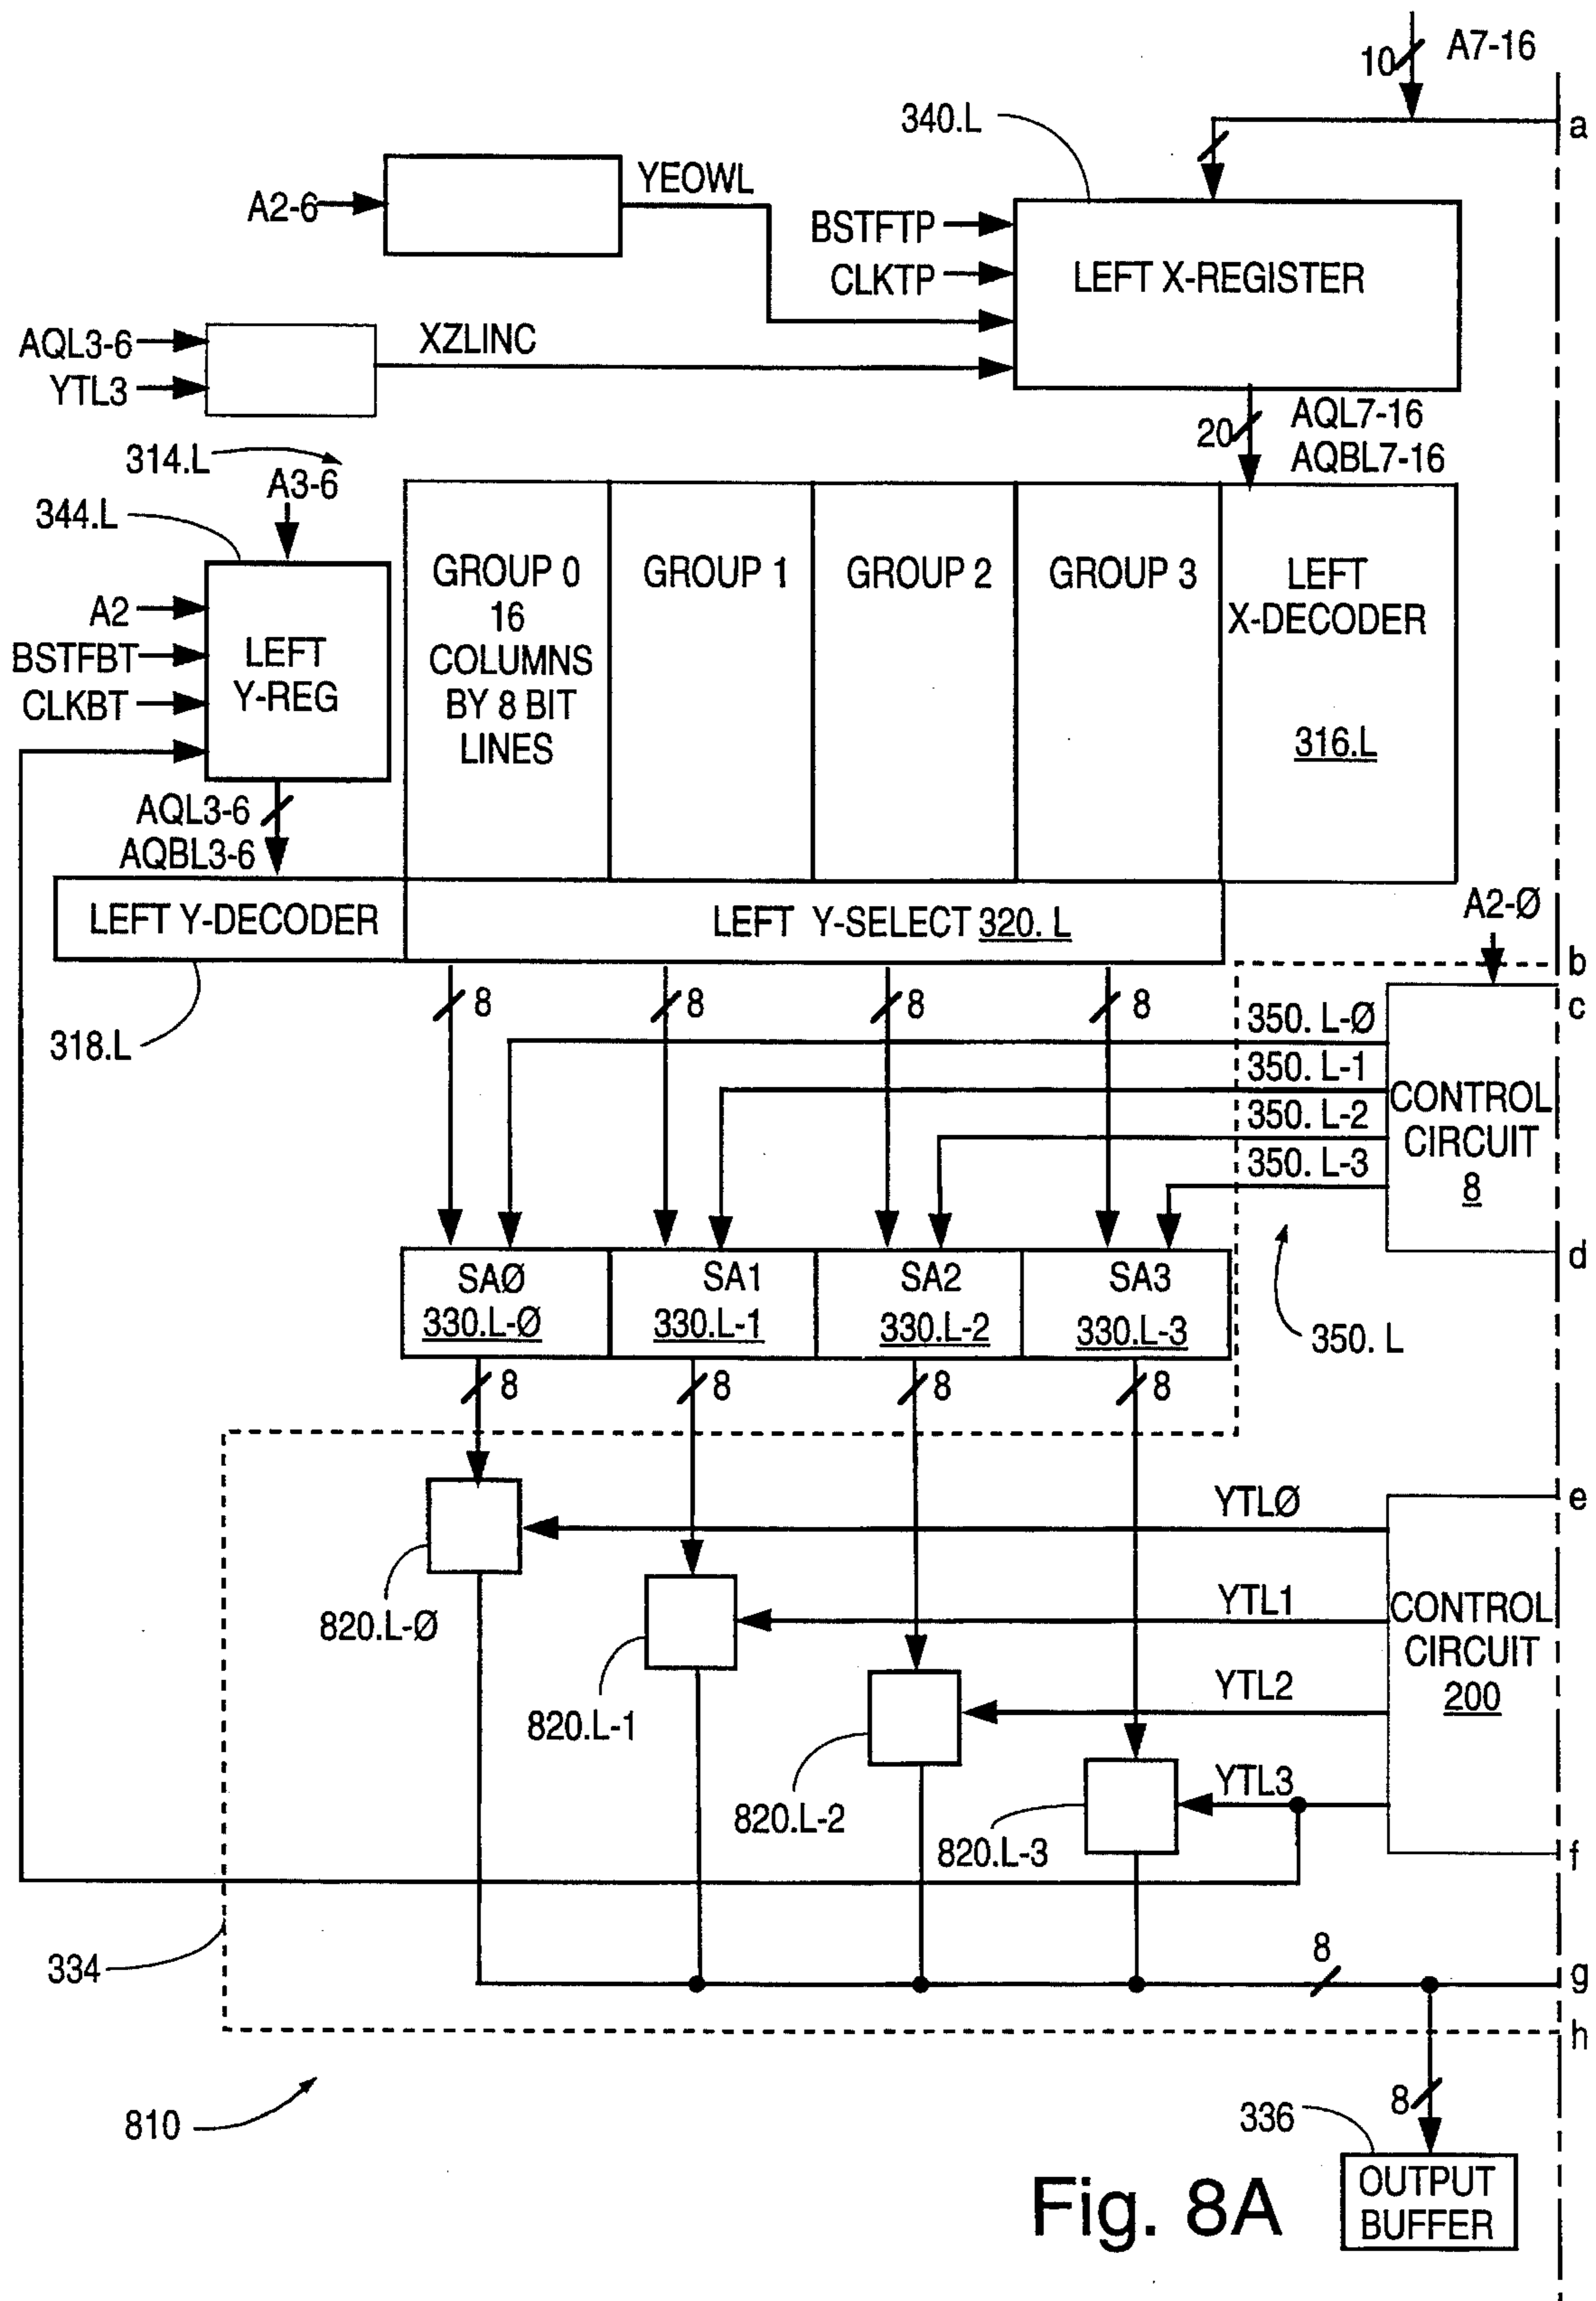 10 A7-16
a
340.L
A2-6
YEOWL
BSTFTP
CLKTP
LEFT X-REGISTER
AQL3-6
YTL3
XZLINC
20
AQL7-16
AQBL7-16
314.L
A3-6
344.L
A2
BSTFBT
CLKBT
LEFT
Y-REG
GROUP 0
16
COLUMNS
BY 8 BIT
LINES
GROUP 1
GROUP 2
GROUP 3
LEFT
X-DECODER
316.L
AQL3-6
AQBL3-6
LEFT Y-DECODER
LEFT Y-SELECT 320. L
A2-Ø
b
318.L
8
8
8
8
c
350. L-Ø
350. L-1
350. L-2
350. L-3
CONTROL
CIRCUIT
8
d
SAØ
330.L-Ø
SA1
330.L-1
SA2
330.L-2
SA3
330.L-3
350. L
8
8
8
8
e
YTLØ
820.L-Ø
YTL1
820.L-1
YTL2
820.L-2
YTL3
820.L-3
CONTROL
CIRCUIT
200
f
334
8
g
h
810
8
336
OUTPUT
BUFFER
Fig. 8A